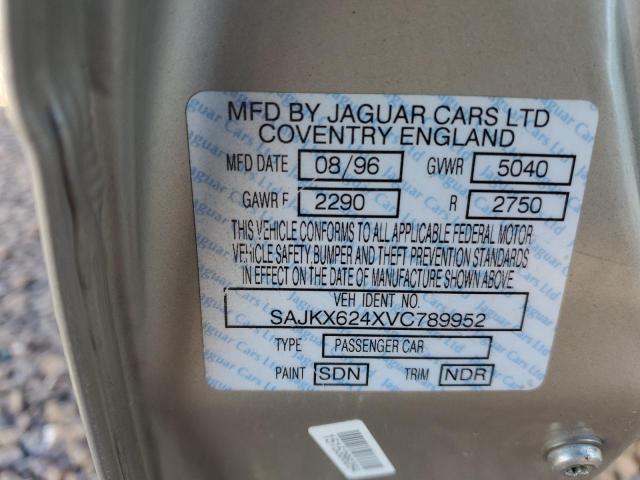 MFD BY JAGUAR CARS LTD
COVENTRY ENGLAND
MFD DATE 08/96 GVWR 5040
GAWR F 2290 R 2750
THIS VEHICLE CONFORMS TO ALL APPLICABLE FEDERAL MOTOR
VEHICLE SAFETY, BUMPER AND THEFT PREVENTION STANDARDS
IN EFFECT ON THE DATE OF MANUFACTURE SHOWN ABOVE
VEH IDENT NO.
SAJKX624XVC789952
TYPE PASSENGER CAR
PAINT SDN TRIM NDR